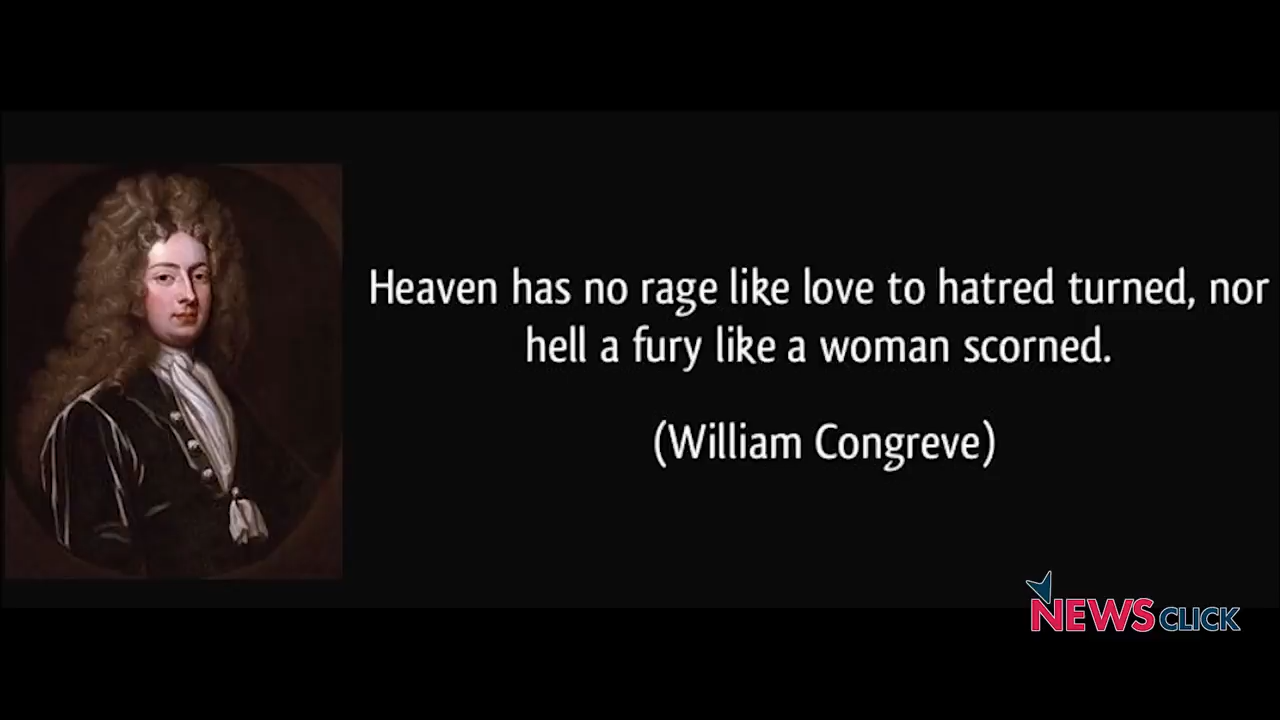 Heaven has no rage like love to hatred turned, nor
hell a fury like a woman scorned.
(William Congreve)
NEWSCLICK